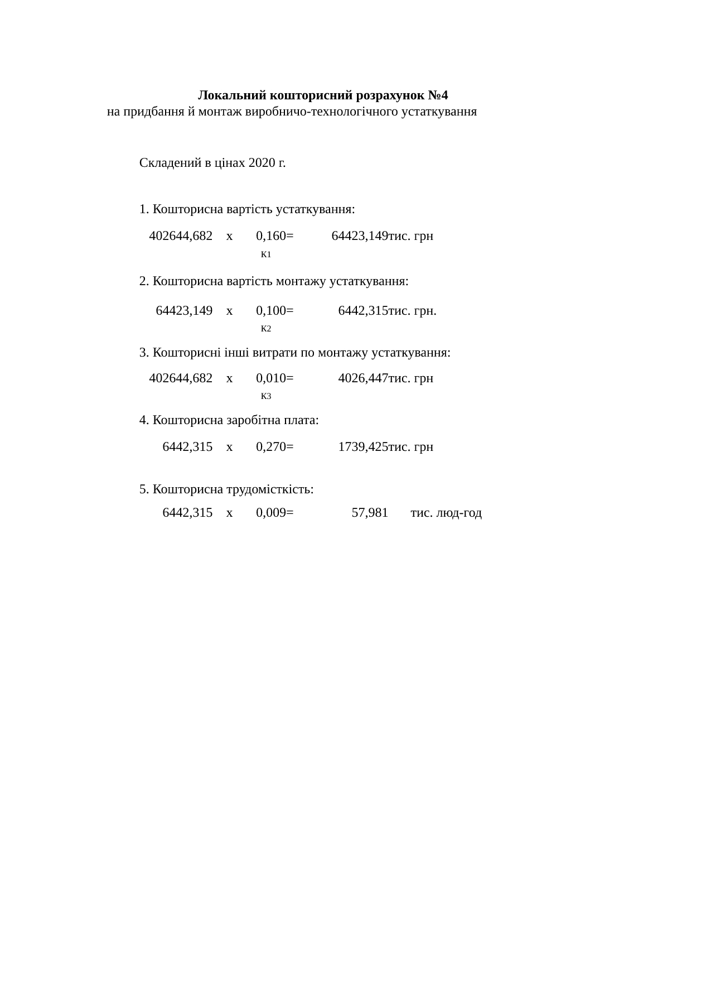 Локальний кошторисний розрахунок №4
на придбання й монтаж виробничо-технологічного устаткування
Складений в цінах 2020 г.
1. Кошторисна вартість устаткування:
402644,682 х 0,160= 64423,149тис. грн
К1
2. Кошторисна вартість монтажу устаткування:
64423,149 х 0,100= 6442,315тис. грн.
К2
3. Кошторисні інші витрати по монтажу устаткування:
402644,682 х 0,010= 4026,447тис. грн
К3
4. Кошторисна заробітна плата:
6442,315 х 0,270= 1739,425тис. грн
5. Кошторисна трудомісткість:
6442,315 х 0,009= 57,981 тис. люд-год